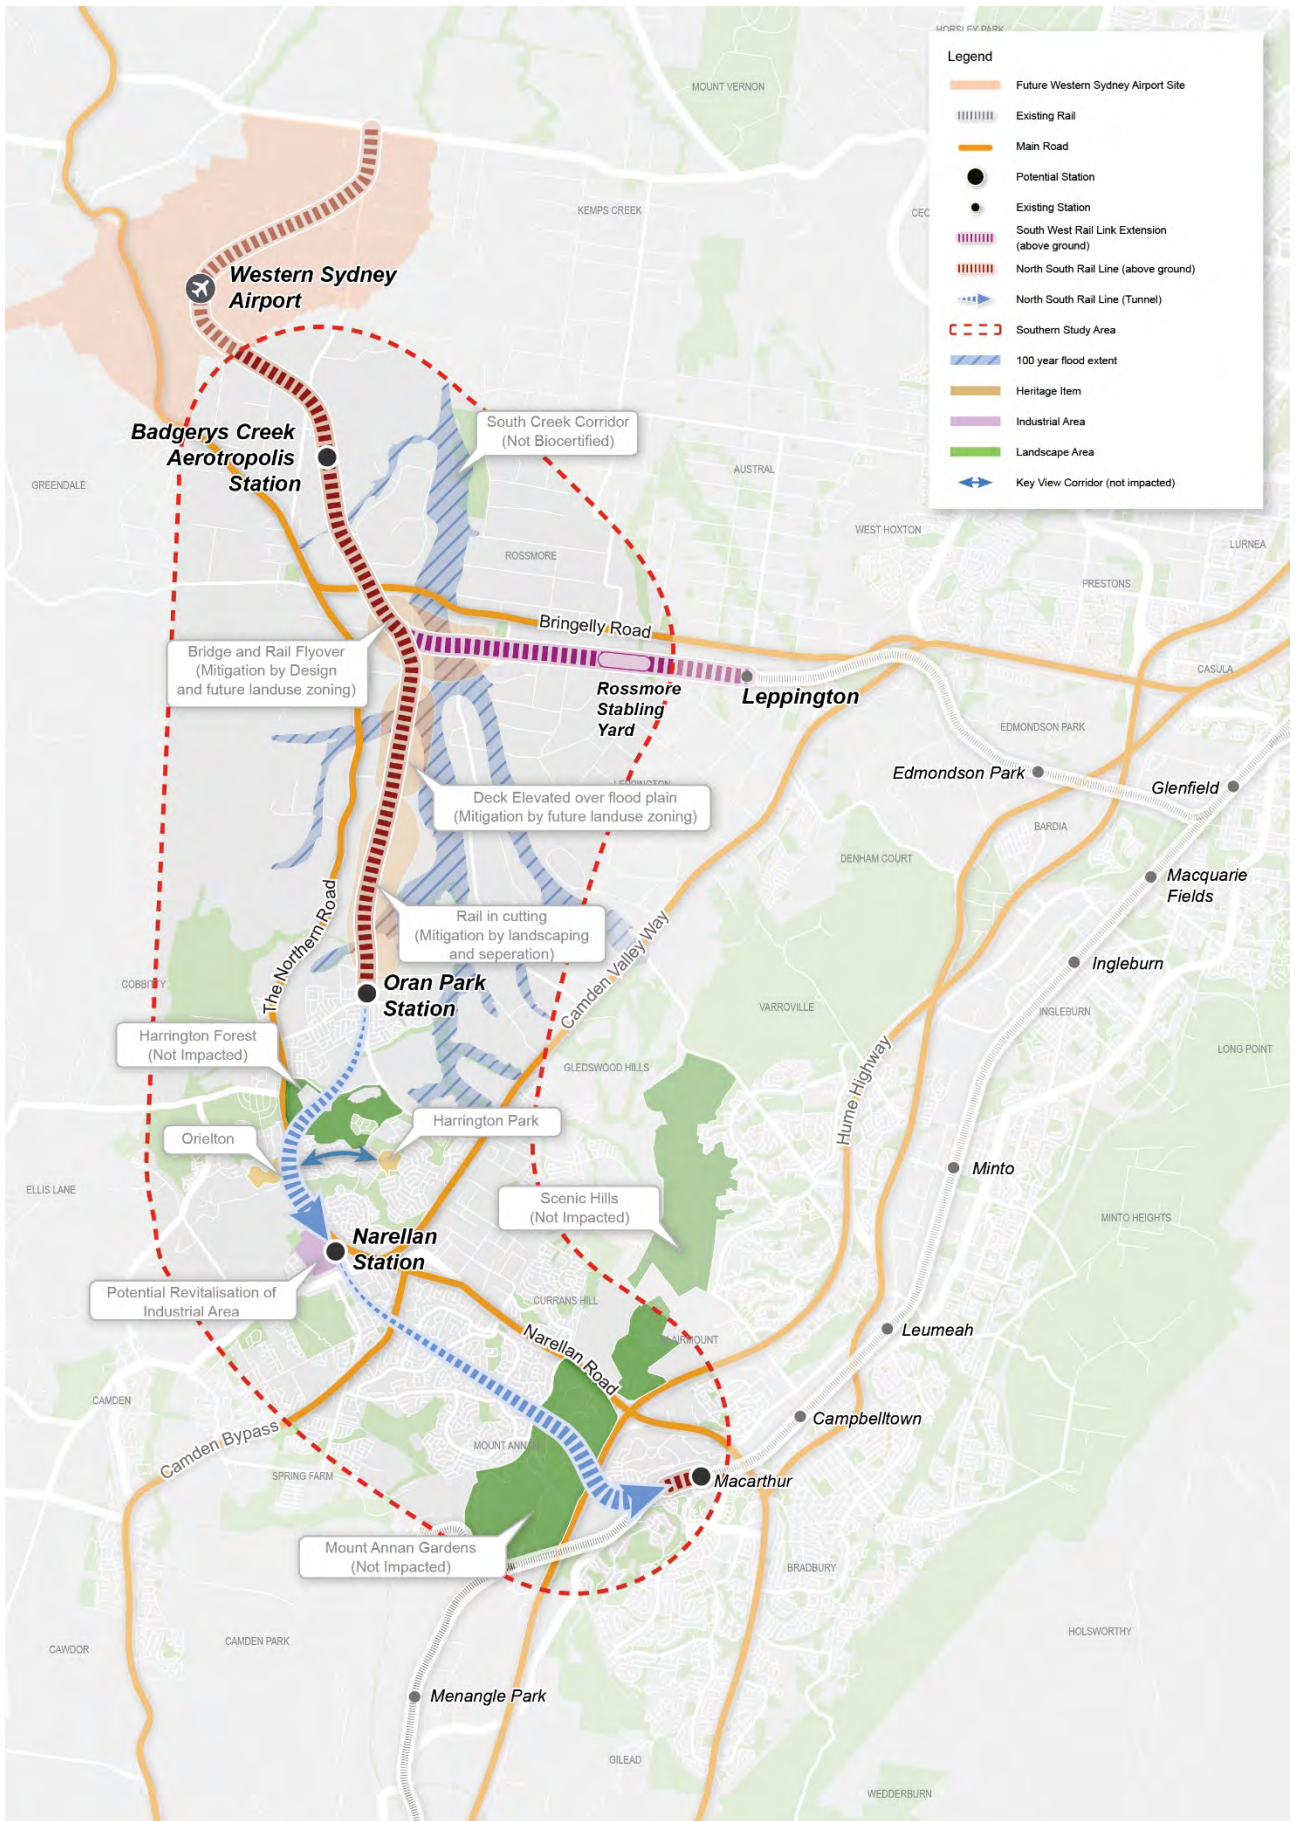 HORSLEY PARK
Legend
Future Western Sydney Airport Site
Existing Rail
Main Road
Potential Station
Existing Station
South West Rail Link Extension
(above ground)
North South Rail Line (above ground)
North South Rail Line (Tunnel)
Southern Study Area
100 year flood extent
Heritage Item
Industrial Area
Landscape Area
Key View Corridor (not impacted)
MOUNT VERNON
KEMPS CREEK
CEC
Western Sydney
Airport
Badgerys Creek
Aerotropolis
Station
South Creek Corridor
(Not Biocertified)
GREENDALE
AUSTRAL
WEST HOXTON
LURNEA
ROSSMORE
PRESTONS
Bringelly Road
Bridge and Rail Flyover
(Mitigation by Design
and future landuse zoning)
CASULA
Rossmore
Stabling
Yard
Leppington
EDMONDSON PARK
Edmondson Park
Glenfield
LEPPINGTON
Deck Elevated over flood plain
(Mitigation by future landuse zoning)
BARDIA
DENHAM COURT
Macquarie
Fields
The Northern Road
Rail in cutting
(Mitigation by landscaping
and seperation)
Camden Valley Way
Ingleburn
COBBITTY
Oran Park
Station
VARROVILLE
INGLEBURN
Harrington Forest
(Not Impacted)
LONG POINT
GLEDSWOOD HILLS
Hume Highway
Harrington Park
Orielton
Minto
ELLIS LANE
Scenic Hills
(Not Impacted)
MINTO HEIGHTS
Narellan
Station
Potential Revitalisation of
Industrial Area
CURRANS HILL
Leumeah
Narellan Road
CLAIRMOUNT
CAMDEN
Campbelltown
Camden Bypass
MOUNT ANNAN
SPRING FARM
Macarthur
Mount Annan Gardens
(Not Impacted)
BRADBURY
CAWDOR
CAMDEN PARK
HOLSWORTHY
Menangle Park
GILEAD
WEDDERBURN